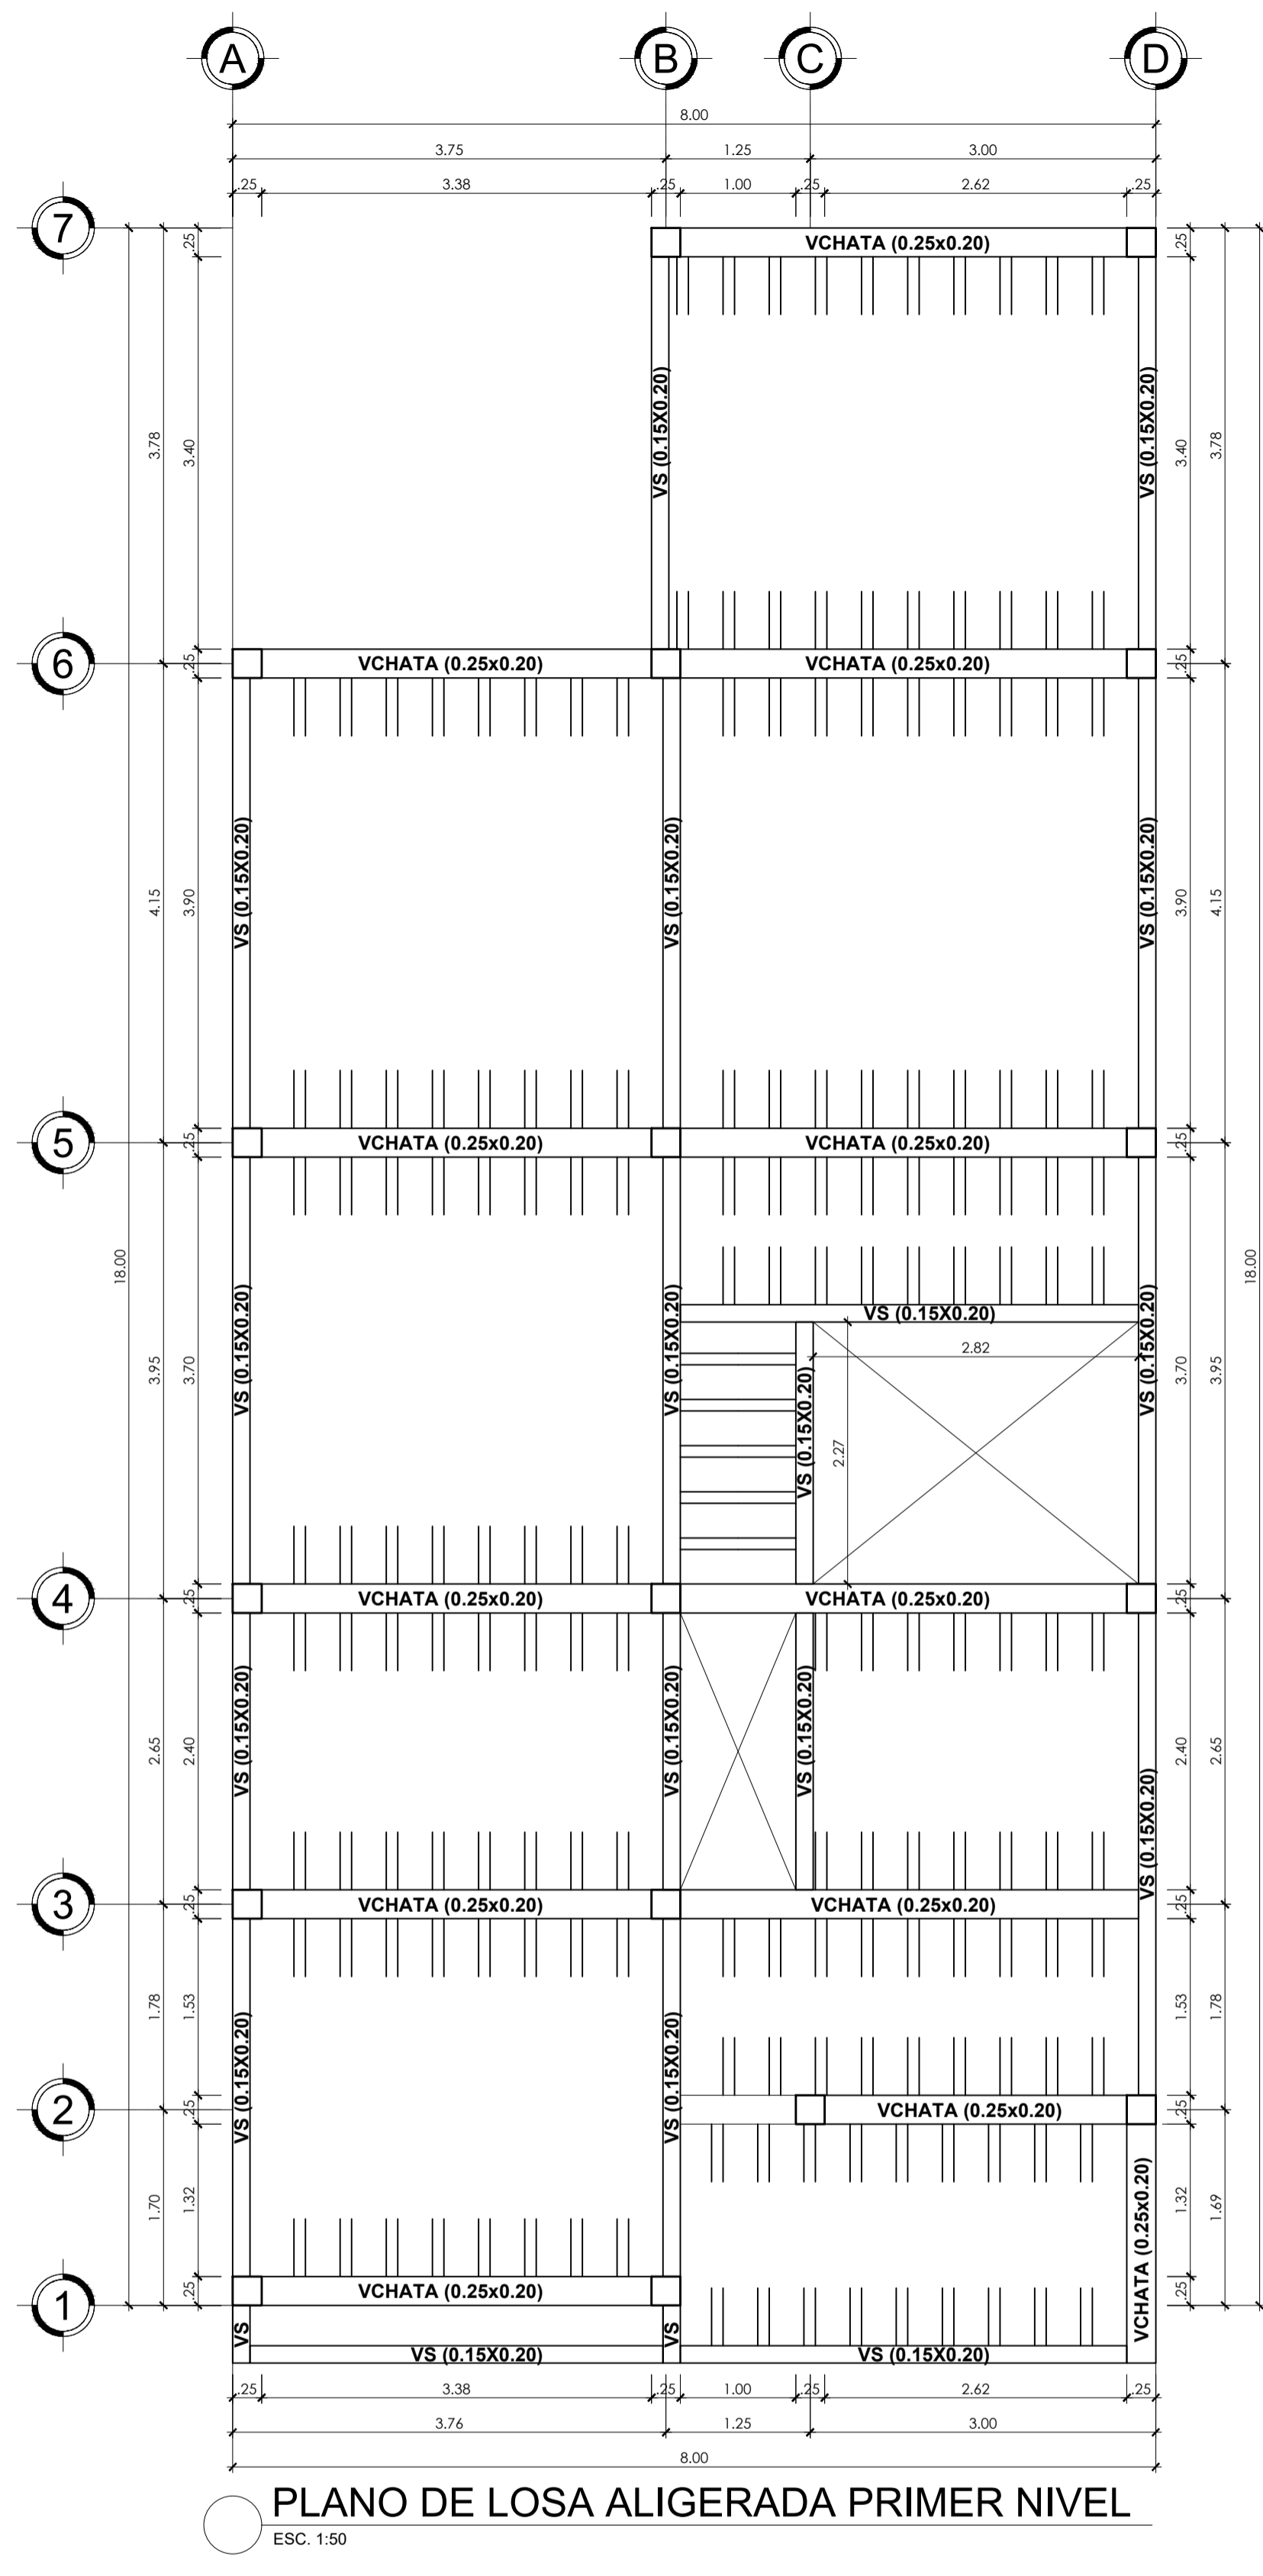 A B C D
8.00
3.75 1.25 3.00
.25 3.38 .25 1.00 .25 2.62 .25
7
.25 VCHATA (0.25x0.20) .25
3.78 3.40 VS (0.15X0.20) VS (0.15X0.20) 3.40 3.78
6
.25 VCHATA (0.25x0.20) VCHATA (0.25x0.20) .25
4.15 3.90 VS (0.15X0.20) VS (0.15X0.20) VS (0.15X0.20) 3.90 4.15
5
.25 VCHATA (0.25x0.20) VCHATA (0.25x0.20) .25
18.00 18.00
VS (0.15X0.20)
2.82
3.95 3.70 VS (0.15X0.20) VS (0.15X0.20) VS (0.15X0.20) VS (0.15X0.20) 3.70 3.95
2.27
4
.25 VCHATA (0.25x0.20) VCHATA (0.25x0.20) .25
2.65 2.40 VS (0.15X0.20) VS (0.15X0.20) VS (0.15X0.20) VS (0.15X0.20) 2.40 2.65
3
.25 VCHATA (0.25x0.20) VCHATA (0.25x0.20) .25
1.78 1.53 VS (0.15X0.20) VS (0.15X0.20) 1.53 1.78
2
.25 VCHATA (0.25x0.20) .25
1.70 1.32 VCHATA (0.25x0.20) 1.32 1.69
1
.25 VCHATA (0.25x0.20) .25
VS VS
VS (0.15X0.20) VS (0.15X0.20)
.25 3.38 .25 1.00 .25 2.62 .25
3.76 1.25 3.00
8.00
PLANO DE LOSA ALIGERADA PRIMER NIVEL
ESC. 1:50